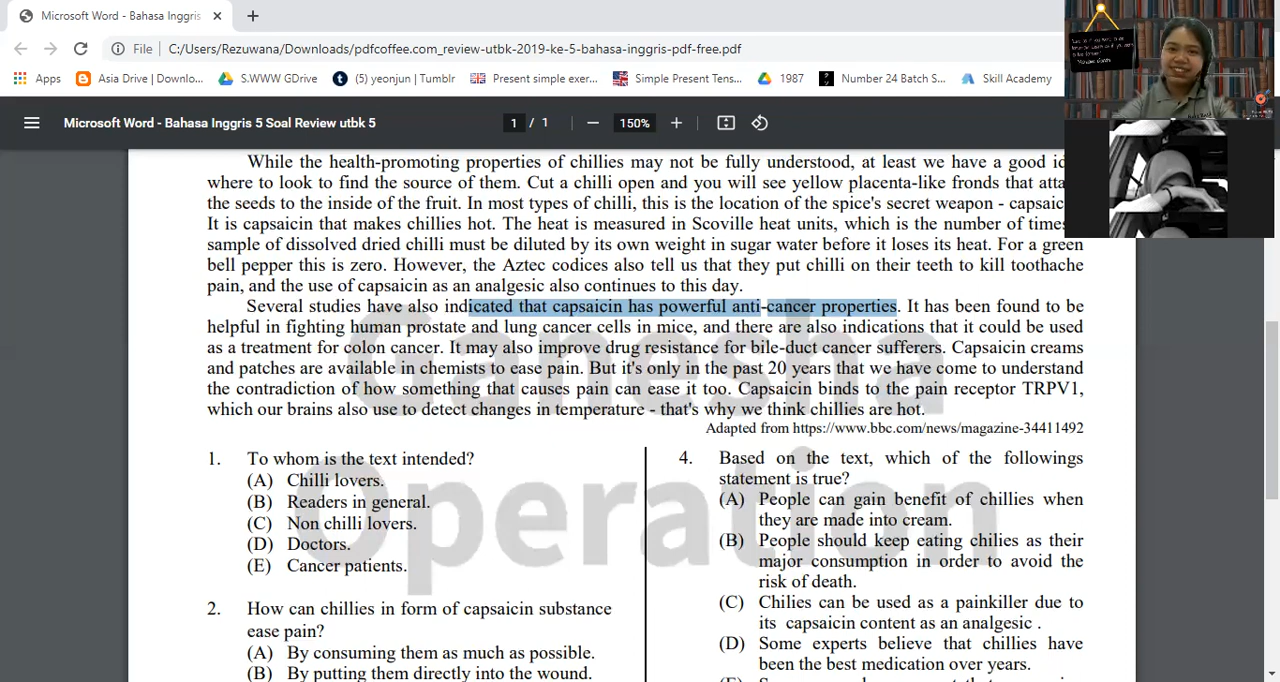 Microsoft Word - Bahasa Inggris
File C:/Users/Rezuwana/Downloads/pdfcoffee.com_review-utbk-2019-ke-5-bahasa-inggris-pdf-free.pdf
Apps Asia Drive (Downlo... S.WWW GDrive (5) yeonjun | Tumblr Present simple exer... Simple Present Tens... 1987 Number 24 Batch S... Skill Academy
Microsoft Word - Bahasa Inggris 5 Soal Review utbk 5 1 / 1 150%
While the health-promoting properties of chillies may not be fully understood, at least we have a good id
where to look to find the source of them. Cut a chilli open and you will see yellow placenta-like fronds that atta
the seeds to the inside of the fruit. In most types of chilli, this is the location of the spice's secret weapon - capsaic
It is capsaicin that makes chillies hot. The heat is measured in Scoville heat units, which is the number of times
sample of dissolved dried chilli must be diluted by its own weight in sugar water before it loses its heat. For a green
bell pepper this is zero. However, the Aztec codices also tell us that they put chilli on their teeth to kill toothache
pain, and the use of capsaicin as an analgesic also continues to this day.
Several studies have also indicated that capsaicin has powerful anti-cancer properties. It has been found to be
helpful in fighting human prostate and lung cancer cells in mice, and there are also indications that it could be used
as a treatment for colon cancer. It may also improve drug resistance for bile-duct cancer sufferers. Capsaicin creams
and patches are available in chemists to ease pain. But it's only in the past 20 years that we have come to understand
the contradiction of how something that causes pain can ease it too. Capsaicin binds to the pain receptor TRPV1,
which our brains also use to detect changes in temperature - that's why we think chillies are hot.
Adapted from https://www.bbc.com/news/magazine-34411492
Ganesha
Operation
1. To whom is the text intended?
(A) Chilli lovers.
(B) Readers in general.
(C) Non chilli lovers.
(D) Doctors.
(E) Cancer patients.
2. How can chillies in form of capsaicin substance
ease pain?
(A) By consuming them as much as possible.
(B) By putting them directly into the wound.
4. Based on the text, which of the followings
statement is true?
(A) People can gain benefit of chillies when
they are made into cream.
(B) People should keep eating chilies as their
major consumption in order to avoid the
risk of death.
(C) Chilies can be used as a painkiller due to
its capsaicin content as an analgesic .
(D) Some experts believe that chillies have
been the best medication over years.